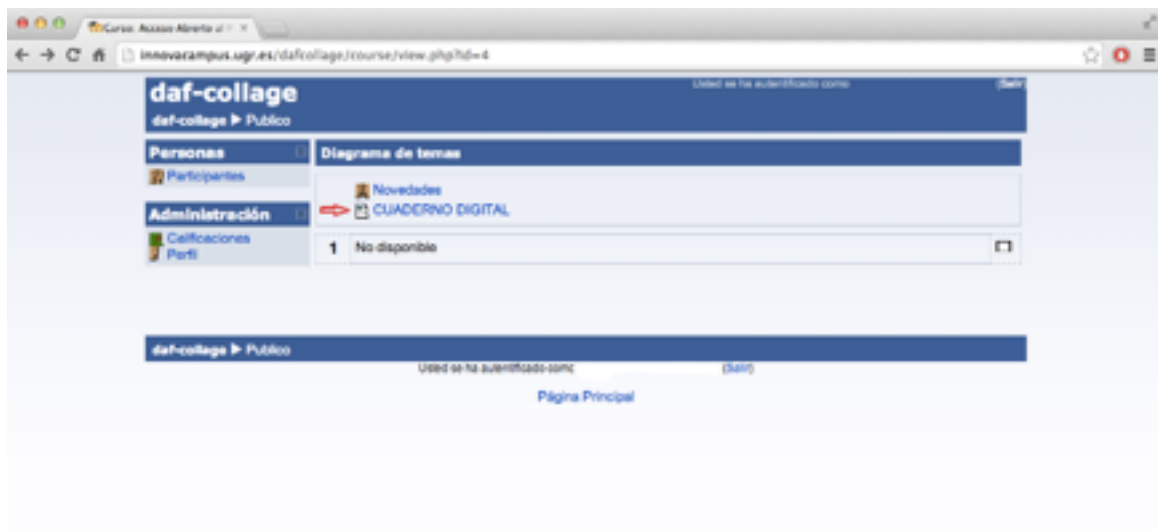 Curso: Acceso Abierto al
innovacampus.ugr.es/dafcollage/course/view.php?id=4
daf-collage
Usted se ha autentificado como (Salir)
daf-collage ► Publico
Personas
Participantes
Administración
Calificaciones
Perfil
Diagrama de temas
Novedades
CUADERNO DIGITAL
1 No disponible
daf-collage ► Publico
Usted se ha autentificado como (Salir)
Página Principal